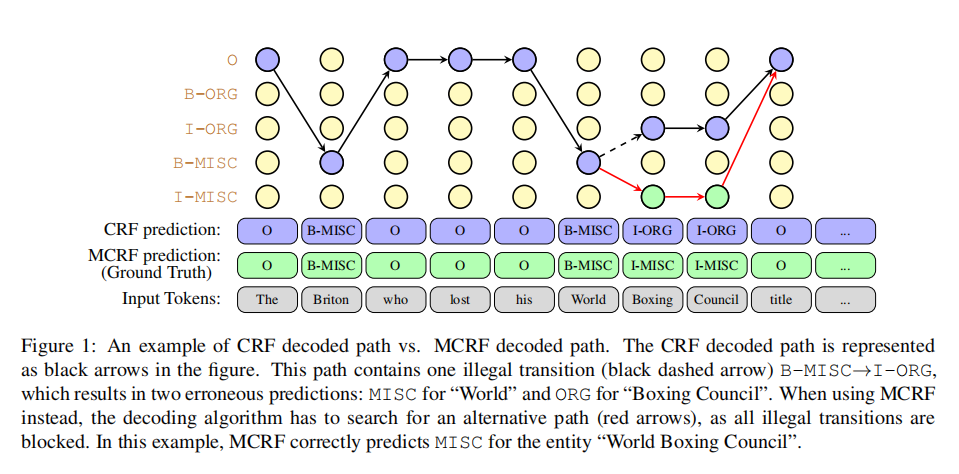 O
B-ORG
I-ORG
B-MISC
I-MISC
CRF prediction: O B-MISC O O O B-MISC I-ORG I-ORG O ...
MCRF prediction:
(Ground Truth) O B-MISC O O O B-MISC I-MISC I-MISC O ...
Input Tokens: The Briton who lost his World Boxing Council title ...
Figure 1: An example of CRF decoded path vs. MCRF decoded path. The CRF decoded path is represented
as black arrows in the figure. This path contains one illegal transition (black dashed arrow) B-MISC→I-ORG,
which results in two erroneous predictions: MISC for “World” and ORG for “Boxing Council”. When using MCRF
instead, the decoding algorithm has to search for an alternative path (red arrows), as all illegal transitions are
blocked. In this example, MCRF correctly predicts MISC for the entity “World Boxing Council”.